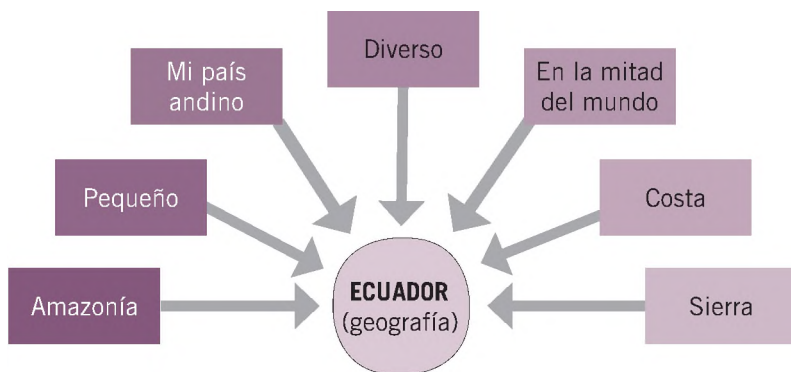 Diverso
Mi país
andino
En la mitad
del mundo
Pequeño
Costa
Amazonía
ECUADOR
(geografía)
Sierra